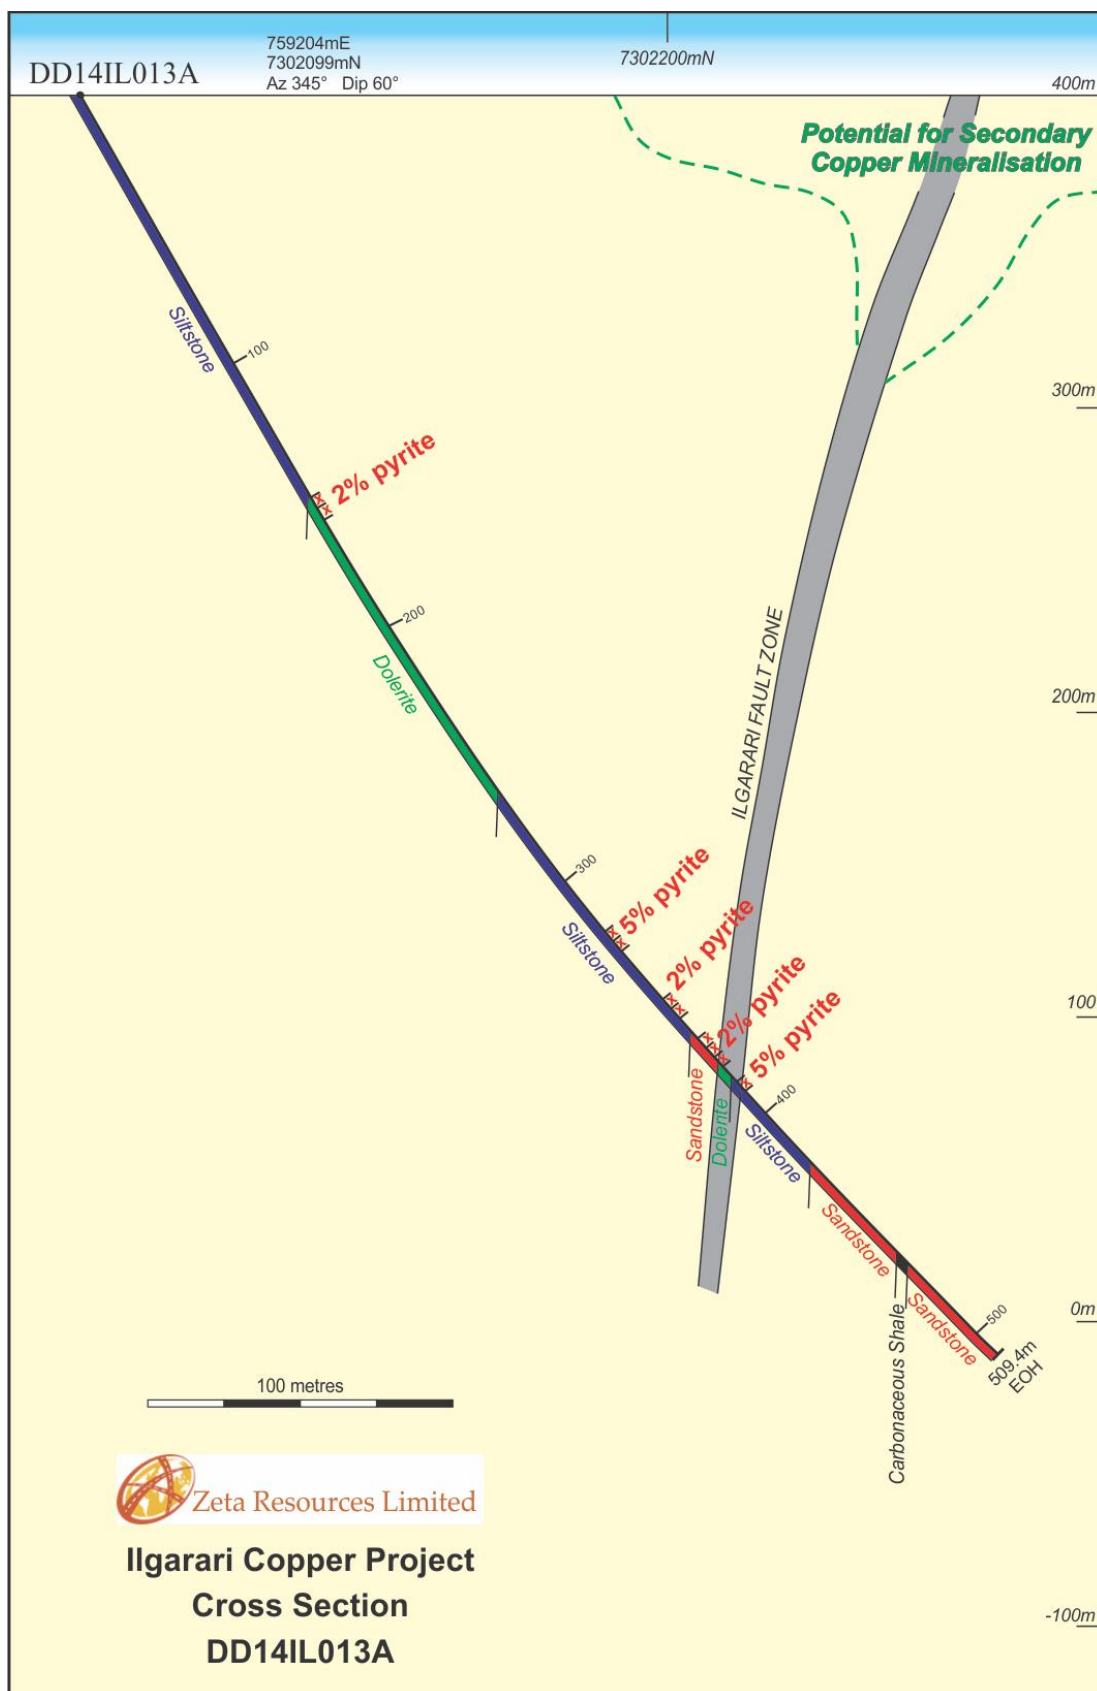 759204mE
7302099mN
Az 345° Dip 60°
7302200mN
DD14IL013A
400m
Potential for Secondary
Copper Mineralisation
Siltstone
100
300m
2% pyrite
200
Dolerite
ILGARARI FAULT ZONE
200m
300
5% pyrite
Siltstone
2% pyrite
2% pyrite
5% pyrite
100
400
Sandstone
Dolerite
Siltstone
Sandstone
Carbonaceous Shale
Sandstone
500
0m
509.4m
EOH
100 metres
Zeta Resources Limited
Ilgarari Copper Project
Cross Section
DD14IL013A
-100m